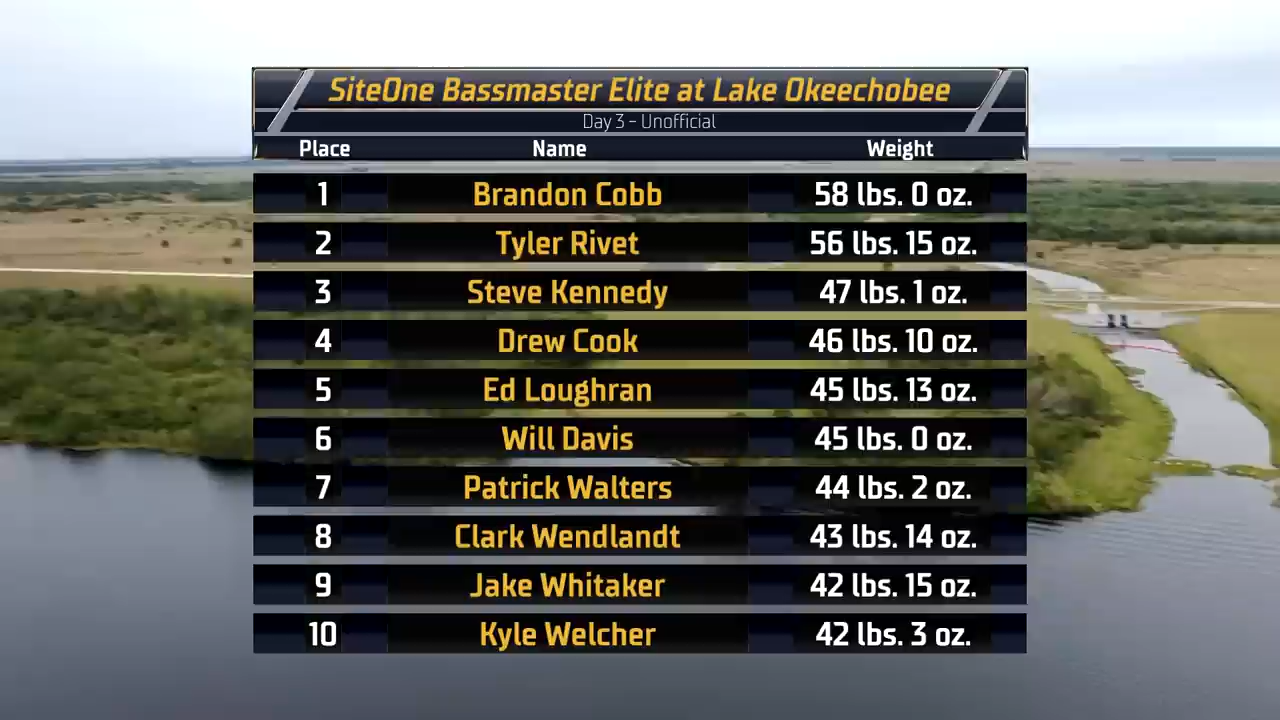 SiteOne Bassmaster Elite at Lake Okeechobee
Day 3 - Unofficial
Place Name Weight
1 Brandon Cobb 58 lbs. 0 oz.
2 Tyler Rivet 56 lbs. 15 oz.
3 Steve Kennedy 47 lbs. 1 oz.
4 Drew Cook 46 lbs. 10 oz.
5 Ed Loughran 45 lbs. 13 oz.
6 Will Davis 45 lbs. 0 oz.
7 Patrick Walters 44 lbs. 2 oz.
8 Clark Wendlandt 43 lbs. 14 oz.
9 Jake Whitaker 42 lbs. 15 oz.
10 Kyle Welcher 42 lbs. 3 oz.